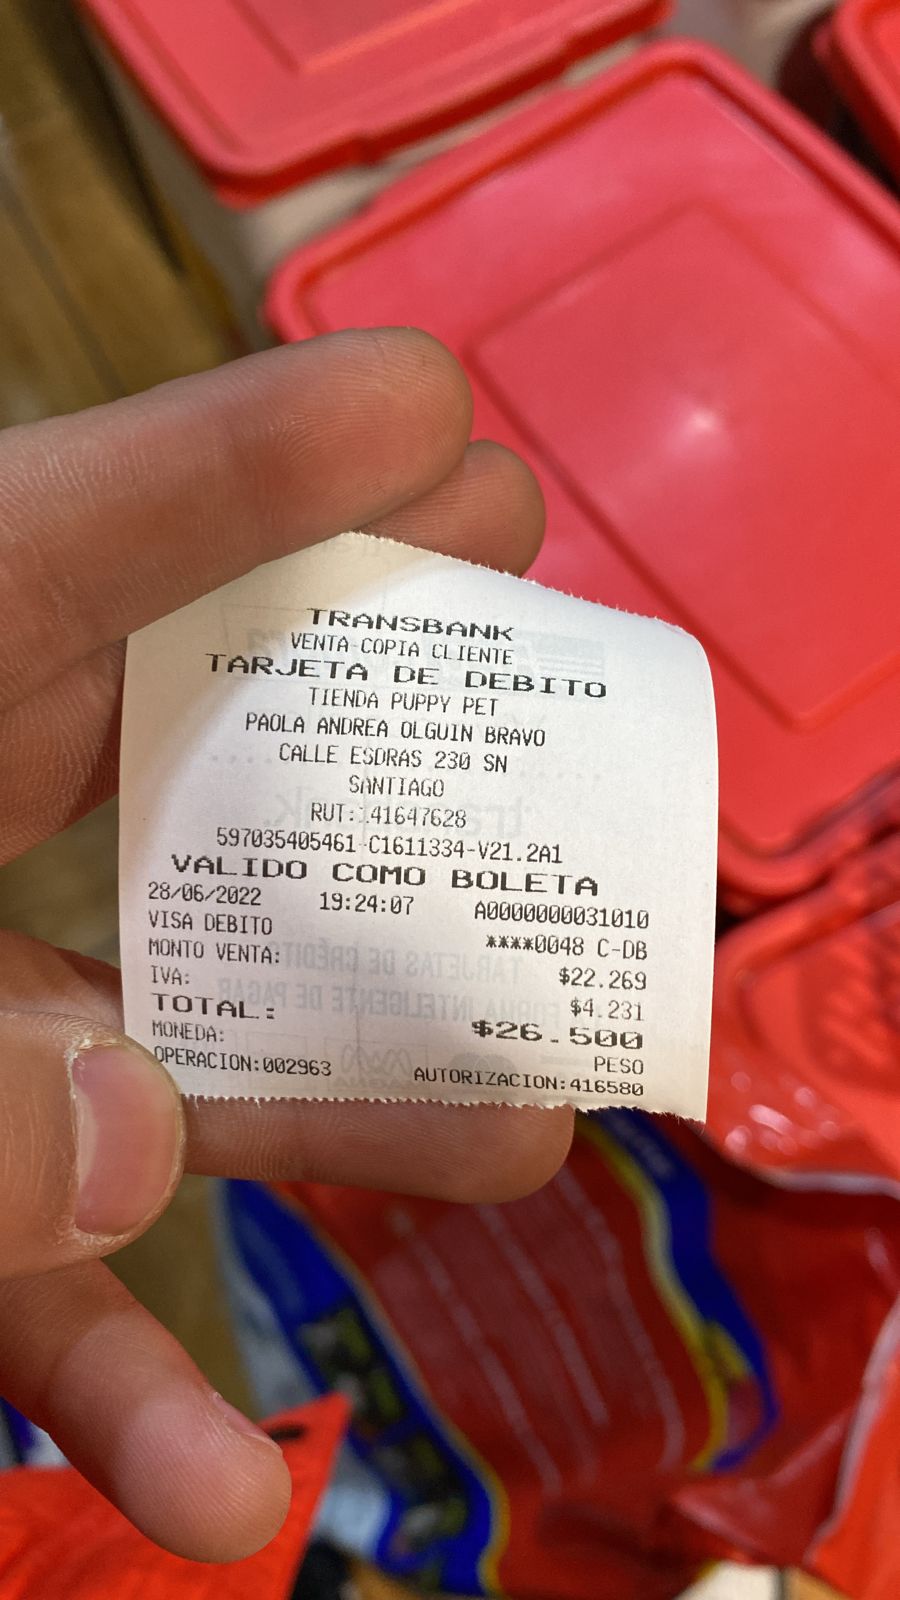 TRANSBANK
VENTA-COPIA CLIENTE
TARJETA DE DEBITO
TIENDA PUPPY PET
PAOLA ANDREA OLGUIN BRAVO
CALLE ESDRAS 230 SN
SANTIAGO
RUT: 41647628
597035405461-C1611334-V21.2A1
VALIDO COMO BOLETA
28/06/2022 19:24:07 A0000000031010
VISA DEBITO ****0048 C-DB
MONTO VENTA: $22.269
IVA: $4.231
TOTAL: $26.500
MONEDA: PESO
OPERACION:002963 AUTORIZACION:416580